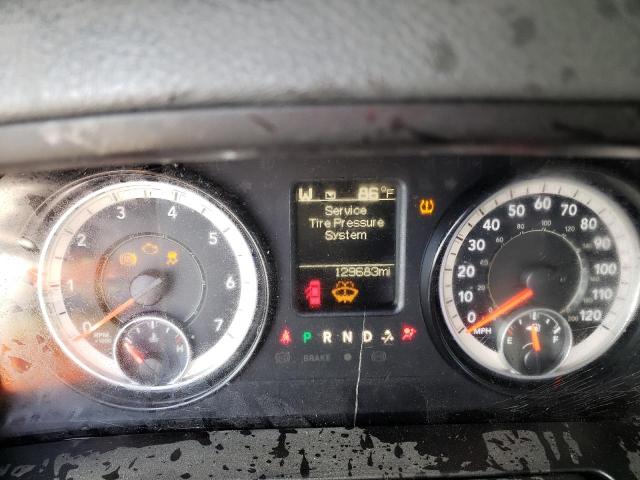 W 86°F
Service
Tire Pressure
System
129683mi
0 1 2 3 4 5 6 7
RPM
H
P R N D
BRAKE
0 10 20 30 40 50 60 70 80 90 100 110 120
MPH
E F